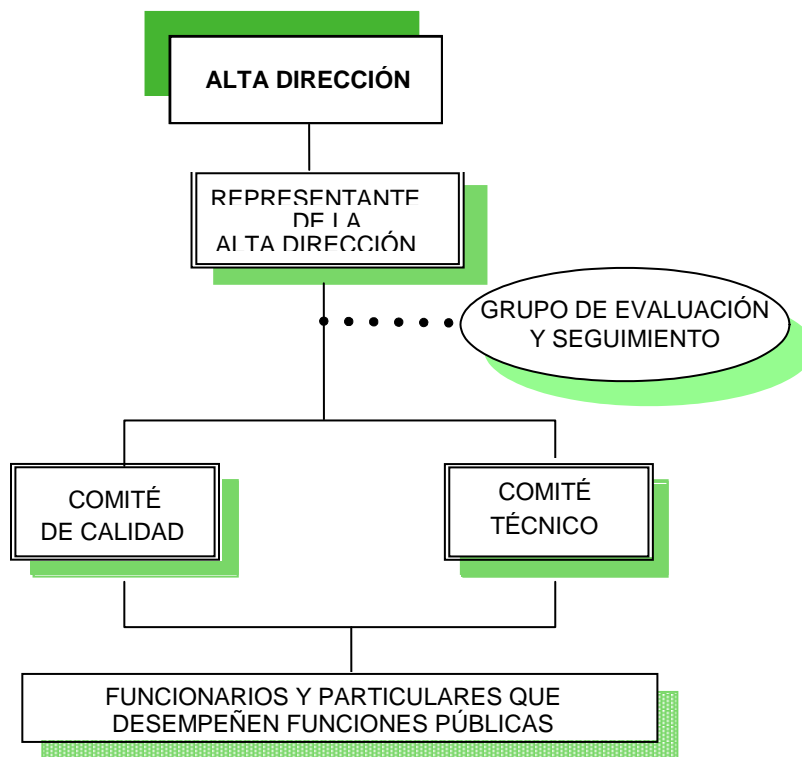 ALTA DIRECCIÓN
REPRESENTANTE
DE LA
ALTA DIRECCIÓN
GRUPO DE EVALUACIÓN
Y SEGUIMIENTO
COMITÉ
DE CALIDAD
COMITÉ
TÉCNICO
FUNCIONARIOS Y PARTICULARES QUE
DESEMPEÑEN FUNCIONES PÚBLICAS